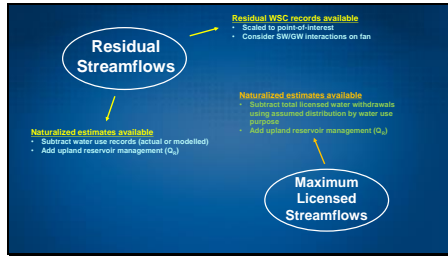 Residual WSC records available
• Scaled to point-of-interest
• Consider SW/GW interactions on fan
Residual
Streamflows
Naturalized estimates available
• Subtract total licensed water withdrawals
using assumed distribution by water use
purpose
• Add upland reservoir management (QR)
Naturalized estimates available
• Subtract water use records (actual or modelled)
• Add upland reservoir management (QR)
Maximum
Licensed
Streamflows